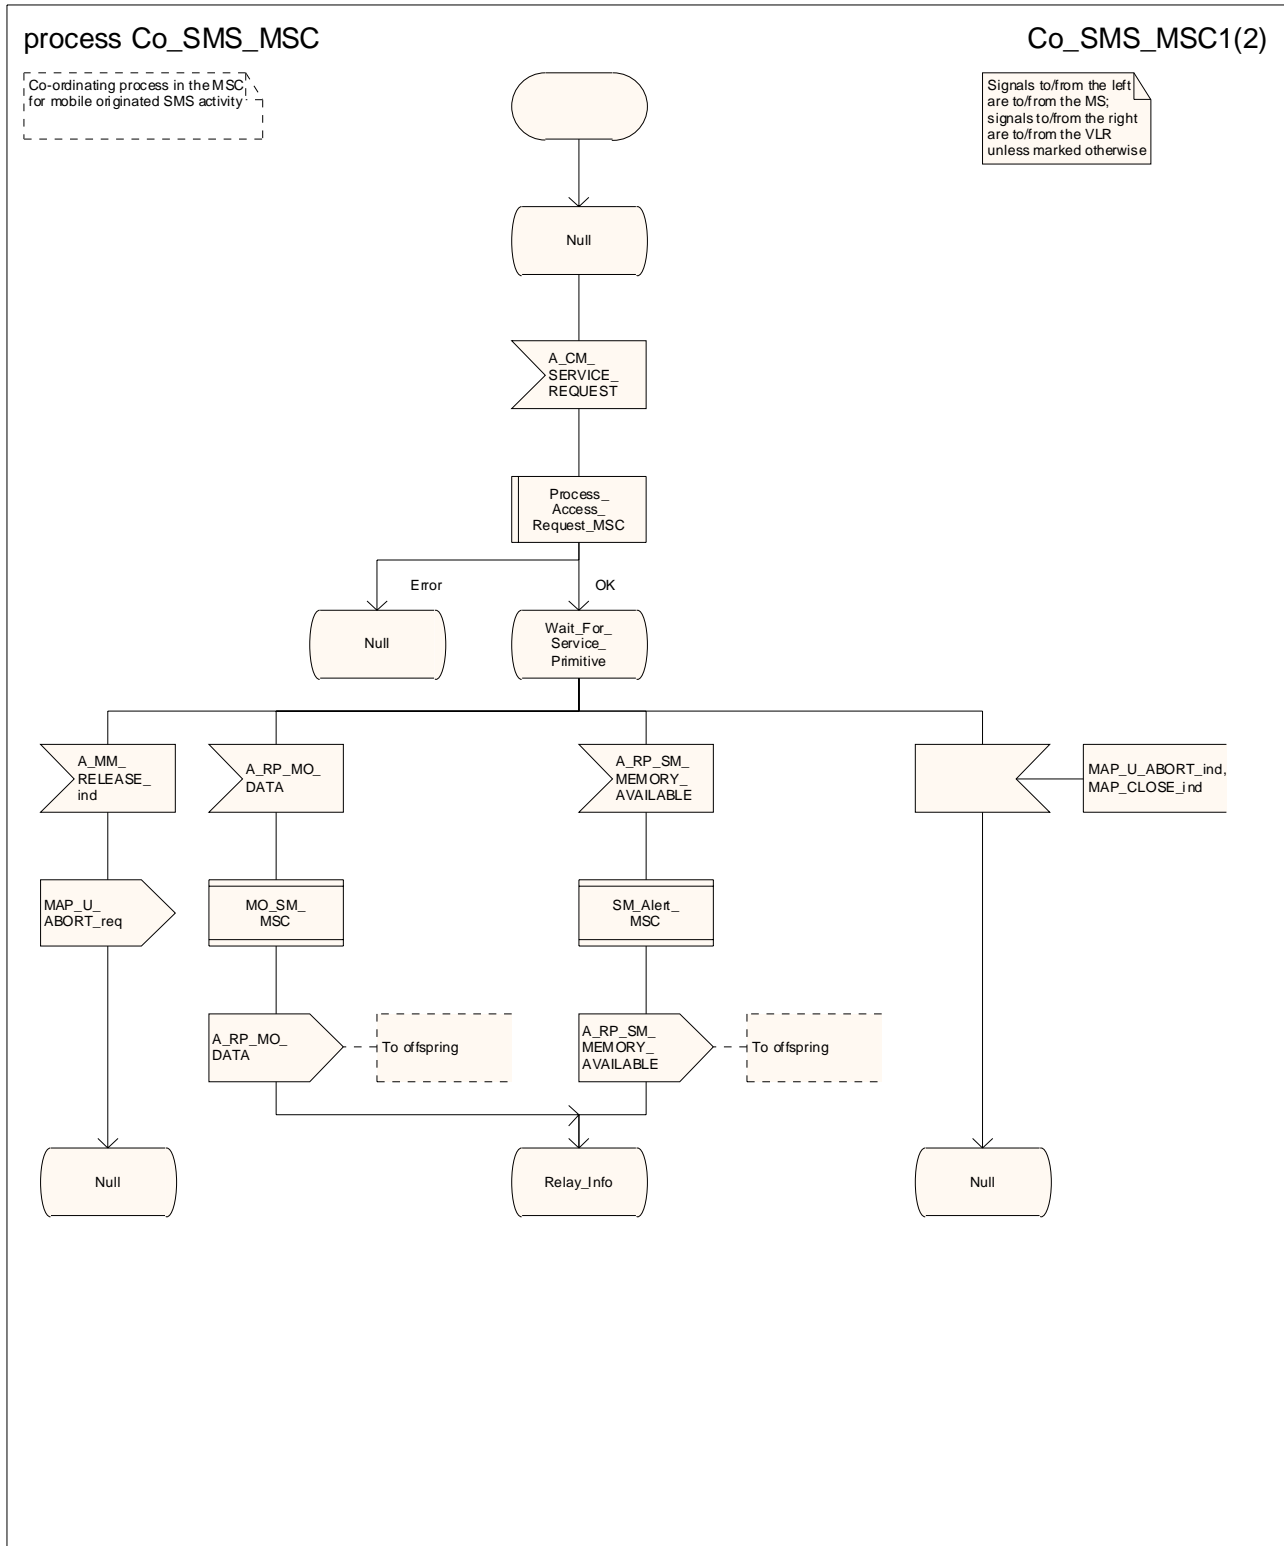 process Co_SMS_MSC
Co_SMS_MSC1(2)
Co-ordinating process in the MSC
for mobile originated SMS activity
Signals to/from the left
are to/from the MS;
signals to/from the right
are to/from the VLR
unless marked otherwise
Null
A_CM_
SERVICE_
REQUEST
Process_
Access_
Request_MSC
Error
OK
Null
Wait_For_
Service_
Primitive
A_MM_
RELEASE_
ind
A_RP_MO_
DATA
A_RP_SM_
MEMORY_
AVAILABLE
MAP_U_ABORT_ind,
MAP_CLOSE_ind
MAP_U_
ABORT_req
MO_SM_
MSC
SM_Alert_
MSC
A_RP_MO_
DATA
To offspring
A_RP_SM_
MEMORY_
AVAILABLE
To offspring
Null
Relay_Info
Null